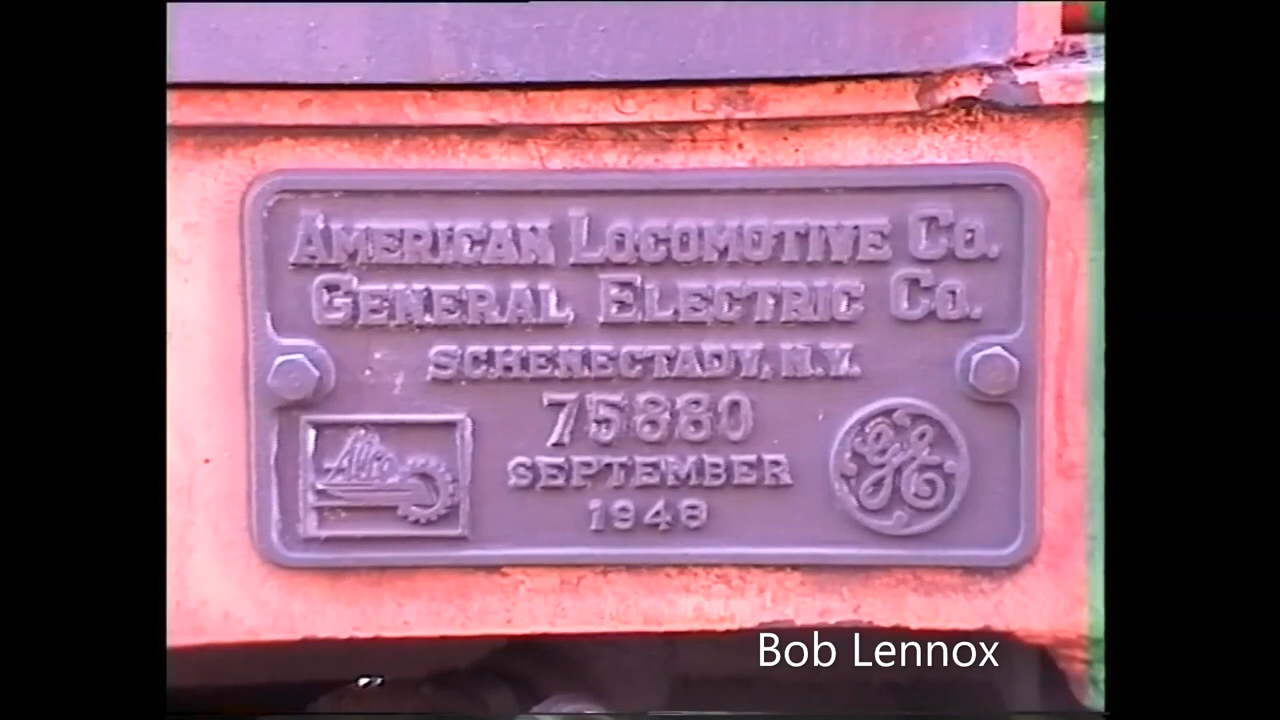 AMERICAN LOCOMOTIVE CO.
GENERAL ELECTRIC CO.
SCHENECTADY, N.Y.
75880
SEPTEMBER
1948
Alco
GE
Bob Lennox